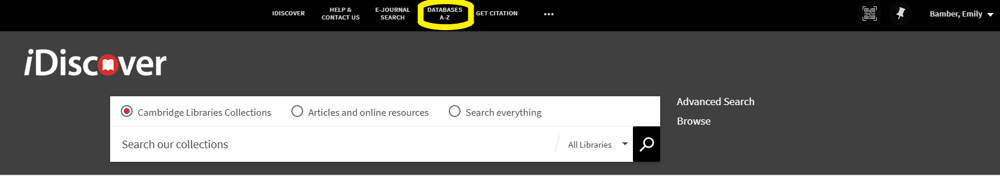 IDISCOVER
HELP &
CONTACT US
E-JOURNAL
SEARCH
DATABASES
A-Z
GET CITATION
Bamber, Emily
iDiscover
Cambridge Libraries Collections
Articles and online resources
Search everything
Advanced Search
Browse
Search our collections
All Libraries